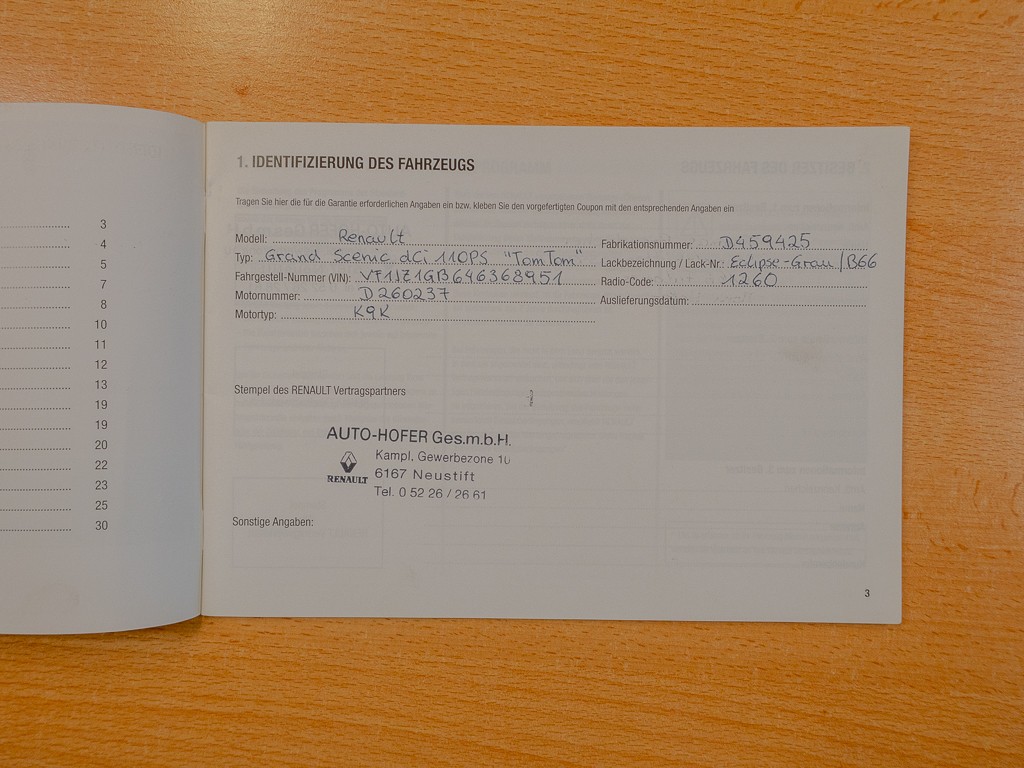 3
4
5
7
8
10
11
12
13
19
19
20
22
23
25
30
1. IDENTIFIZIERUNG DES FAHRZEUGS
Tragen Sie hier die für die Garantie erforderlichen Angaben ein bzw. kleben Sie den vorgefertigten Coupon mit den entsprechenden Angaben ein
Modell: Renault
Typ: Grand Scenic dCi 110PS "TomTom"
Fahrgestell-Nummer (VIN): VF1JZ1GB646368951
Motornummer: D260237
Motortyp: K9K
Fabrikationsnummer: D459425
Lackbezeichnung / Lack-Nr.: Eclipse-Grau/B66
Radio-Code: 1260
Auslieferungsdatum:
Stempel des RENAULT Vertragspartners
AUTO-HOFER Ges.m.b.H.
Kampl, Gewerbezone 10
6167 Neustift
Tel. 0 52 26 / 26 61
RENAULT
Sonstige Angaben:
3